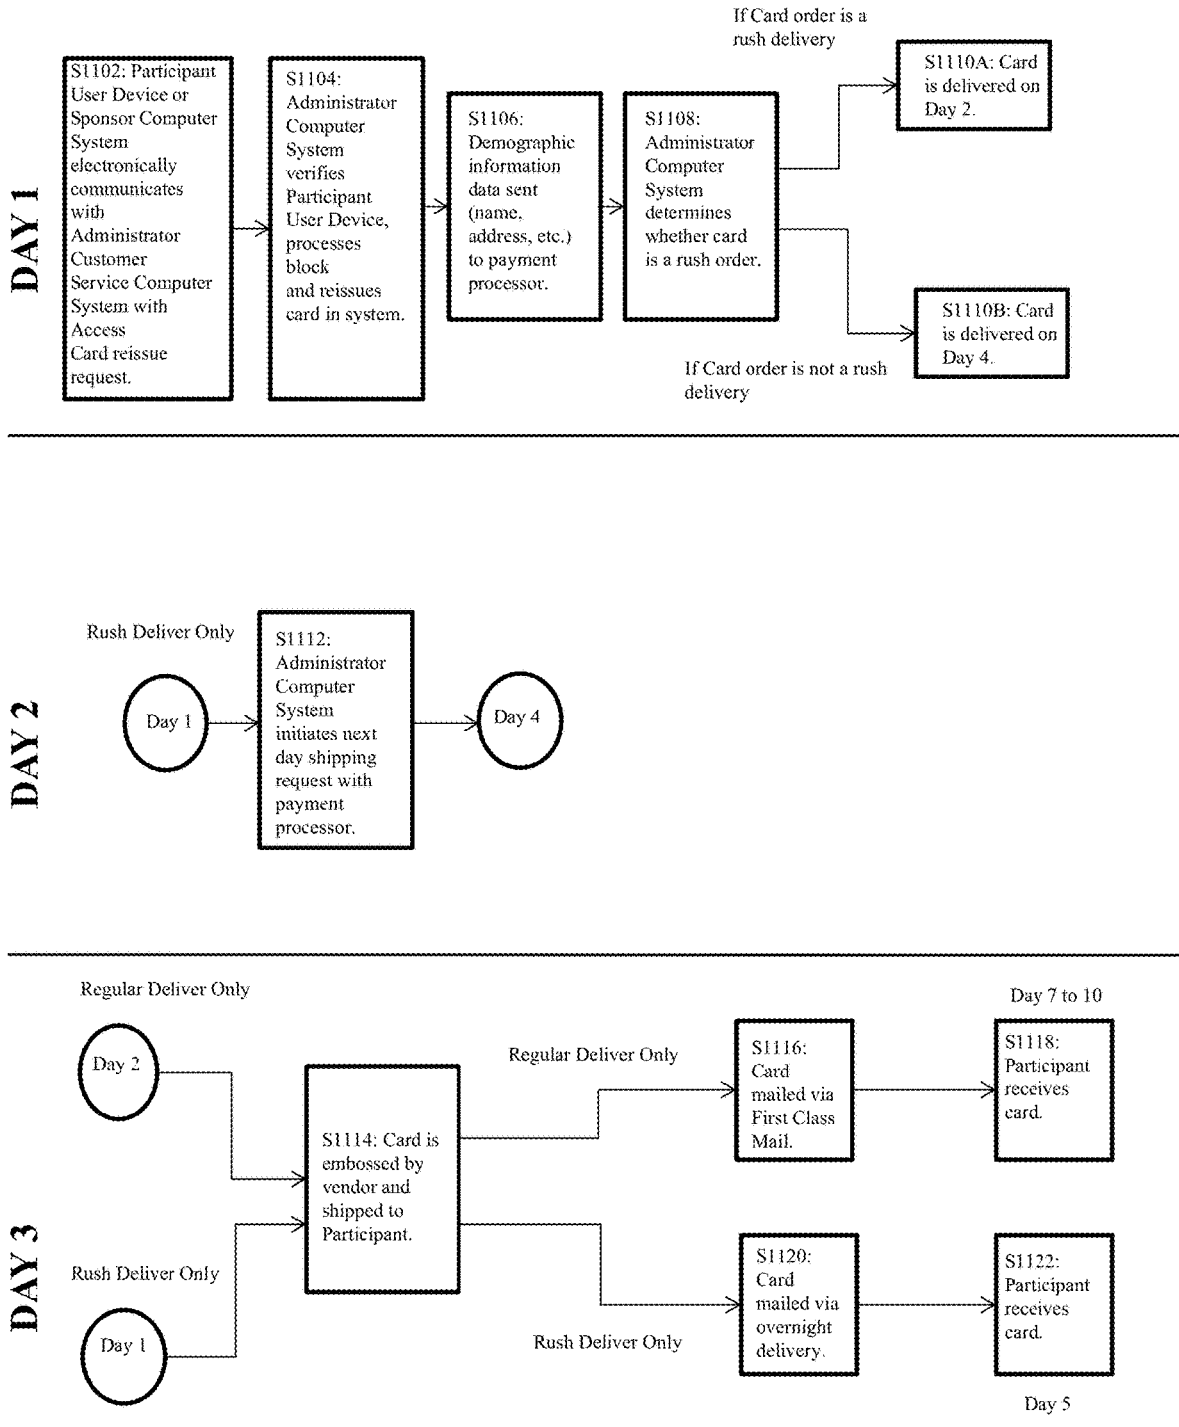 DAY 1
S1102: Participant
User Device or
Sponsor Computer
System
electronically
communicates
with
Administrator
Customer
Service Computer
System with
Access
Card reissue
request.
S1104:
Administrator
Computer
System
verifies
Participant
User Device,
processes
block
and reissues
card in system.
S1106:
Demographic
information
data sent
(name,
address, etc.)
to payment
processor.
S1108:
Administrator
Computer
System
determines
whether card
is a rush order.
If Card order is a
rush delivery
S1110A: Card
is delivered on
Day 2.
S1110B: Card
is delivered on
Day 4.
If Card order is not a rush
delivery
DAY 2
Rush Deliver Only
Day 1
S1112:
Administrator
Computer
System
initiates next
day shipping
request with
payment
processor.
Day 4
DAY 3
Regular Deliver Only
Day 2
Rush Deliver Only
Day 1
S1114: Card is
embossed by
vendor and
shipped to
Participant.
Regular Deliver Only
S1116:
Card
mailed via
First Class
Mail.
Day 7 to 10
S1118:
Participant
receives
card.
Rush Deliver Only
S1120:
Card
mailed via
overnight
delivery.
S1122:
Participant
receives
card.
Day 5